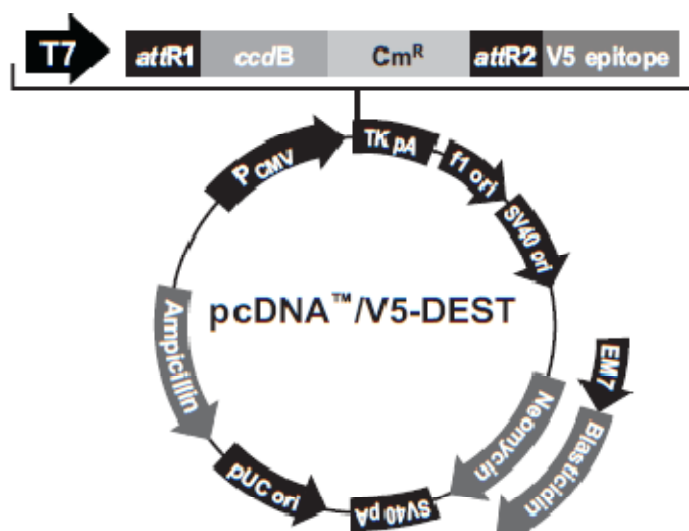 T7 attR1 ccdB Cmᴿ attR2 V5 epitope
P CMV
TK pA
f1 ori
SV40 ori
EM7
Neomycin
Blasticidin
SV40 pA
pUC ori
Ampicillin
pcDNA™/V5-DEST